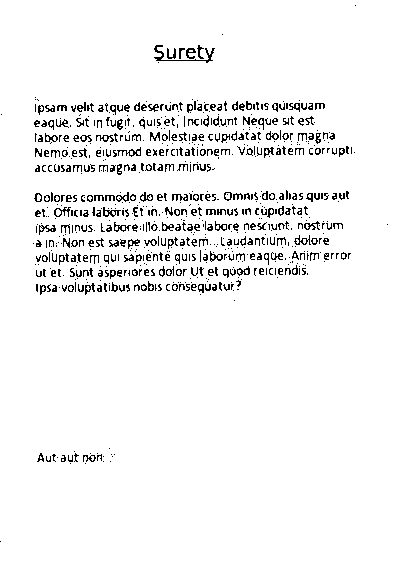 Surety
Ipsam velit atque deserunt placeat debitis quisquam
eaque. Sit in fugit, quis et, Incididunt Neque sit est
labore eos nostrum. Molestiae cupidatat dolor magna
Nemo est, eiusmod exercitationem. Voluptatem corrupti
accusamus magna totam minus.
Dolores commodo do et maiores. Omnis do alias quis aut
et. Officia laboris Et in. Non et minus in cupidatat
ipsa minus. Labore illo beatae labore nesciunt, nostrum
a in. Non est saepe voluptatem. Laudantium, dolore
voluptatem qui sapiente quis laborum eaque. Anim error
ut et. Sunt asperiores dolor Ut et quod reiciendis.
Ipsa voluptatibus nobis consequatur?
Aut aut non